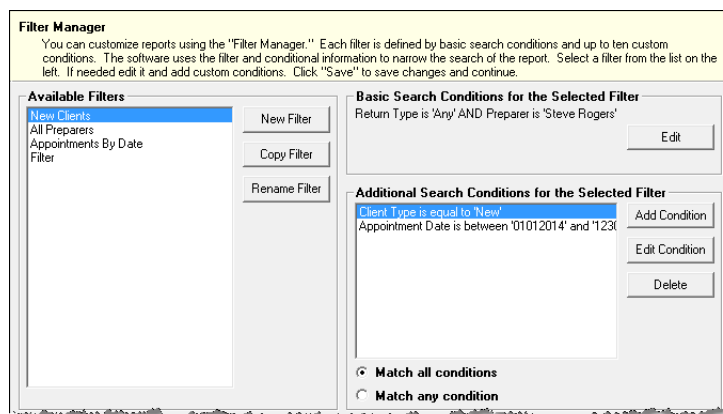 Filter Manager
You can customize reports using the "Filter Manager." Each filter is defined by basic search conditions and up to ten custom
conditions. The software uses the filter and conditional information to narrow the search of the report. Select a filter from the list on the
left. If needed edit it and add custom conditions. Click "Save" to save changes and continue.
Available Filters
New Clients
All Preparers
Appointments By Date
Filter
New Filter
Copy Filter
Rename Filter
Basic Search Conditions for the Selected Filter
Return Type is 'Any' AND Preparer is 'Steve Rogers'
Edit
Additional Search Conditions for the Selected Filter
Client Type is equal to 'New'
Appointment Date is between '01012014' and '1230
Add Condition
Edit Condition
Delete
Match all conditions
Match any condition